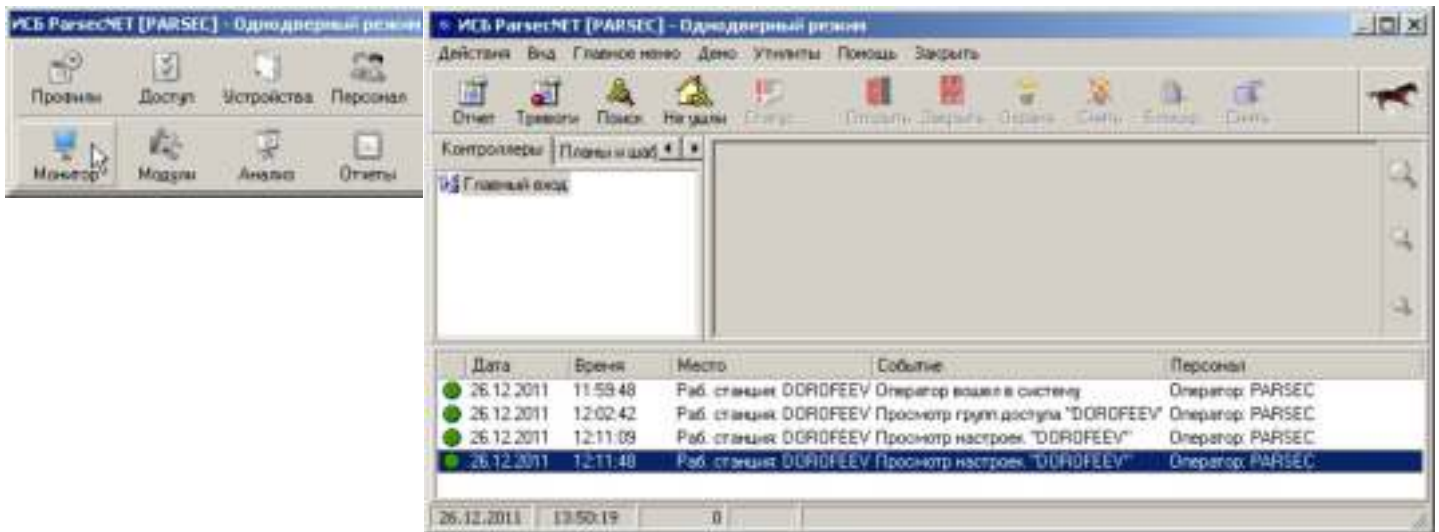 ИСБ ParsecNET [PARSEC] - Однодверный режим
Профили Доступ Устройства Персонал
Монитор Модули Анализ Отчеты
ИСБ ParsecNET [PARSEC] - Однодверный режим
Действия Вид Главное меню Демо Утилиты Помощь Закрыть
Отчет Тревоги Поиск Не ушли Статус Открыть Закрыть Охрана Снять Блокир. Снять
Контроллеры Планы и шаб
Главный вход
Дата Время Место Событие Персонал
26.12.2011 11:59:48 Раб. станция: DOROFEEV Оператор вошел в систему Оператор: PARSEC
26.12.2011 12:02:42 Раб. станция: DOROFEEV Просмотр групп доступа "DOROFEEV" Оператор: PARSEC
26.12.2011 12:11:09 Раб. станция: DOROFEEV Просмотр настроек. "DOROFEEV" Оператор: PARSEC
26.12.2011 12:11:48 Раб. станция: DOROFEEV Просмотр настроек. "DOROFEEV" Оператор: PARSEC
26.12.2011 13:50:19 0